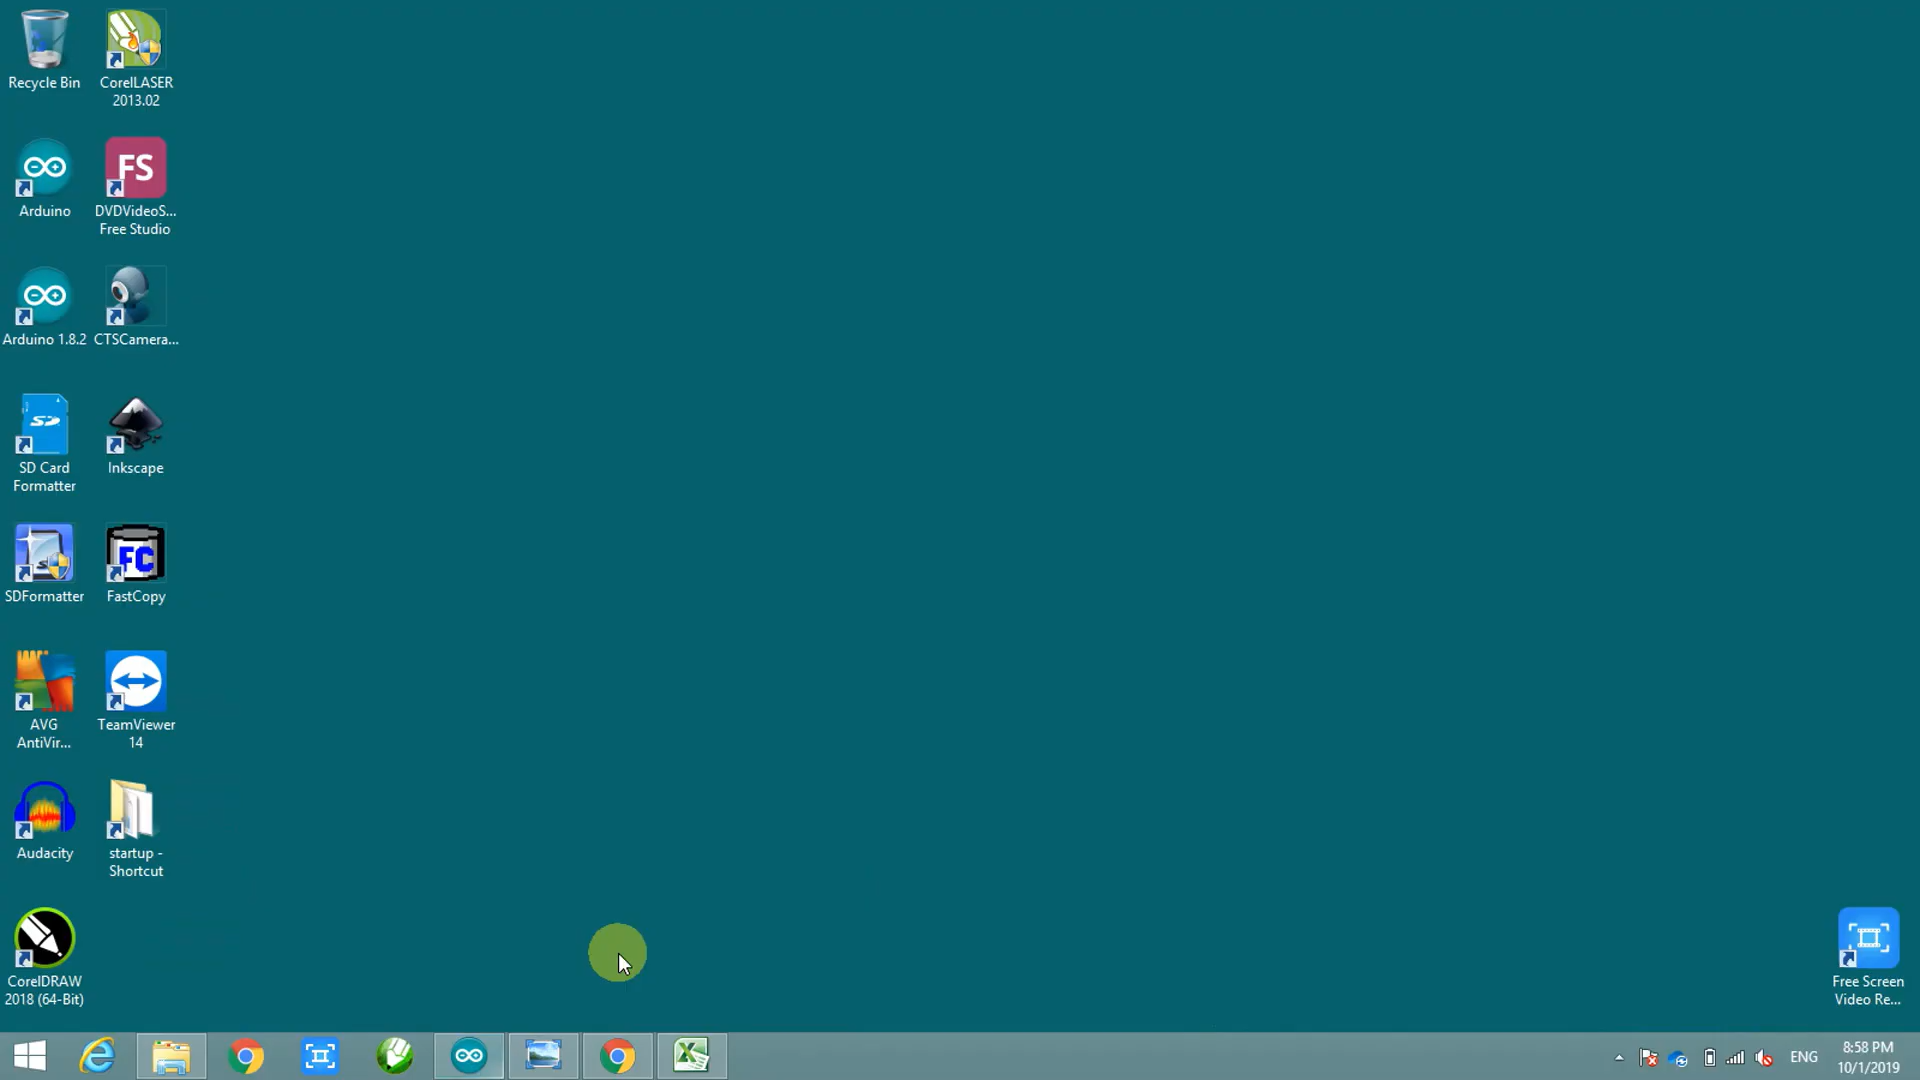 Recycle Bin
CorelLASER
2013.02
Arduino
FS
DVDVideoS...
Free Studio
Arduino 1.8.2
CTSCamera...
SD
SD Card
Formatter
Inkscape
SDFormatter
FC
FastCopy
AVG
AntiVir...
TeamViewer
14
Audacity
startup -
Shortcut
CorelDRAW
2018 (64-Bit)
Free Screen
Video Re...
ENG
8:58 PM
10/1/2019